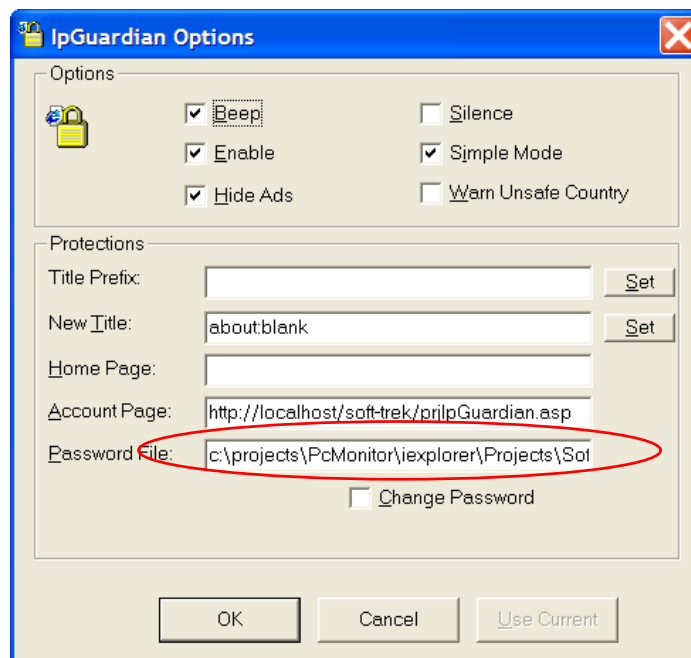 IpGuardian Options
Options
Beep
Silence
Enable
Simple Mode
Hide Ads
Warn Unsafe Country
Protections
Title Prefix:
Set
New Title:
about:blank
Set
Home Page:
Account Page:
http://localhost/soft-trek/prjIpGuardian.asp
Password File:
c:\projects\PcMonitor\iexplorer\Projects\Sof
Change Password
OK
Cancel
Use Current